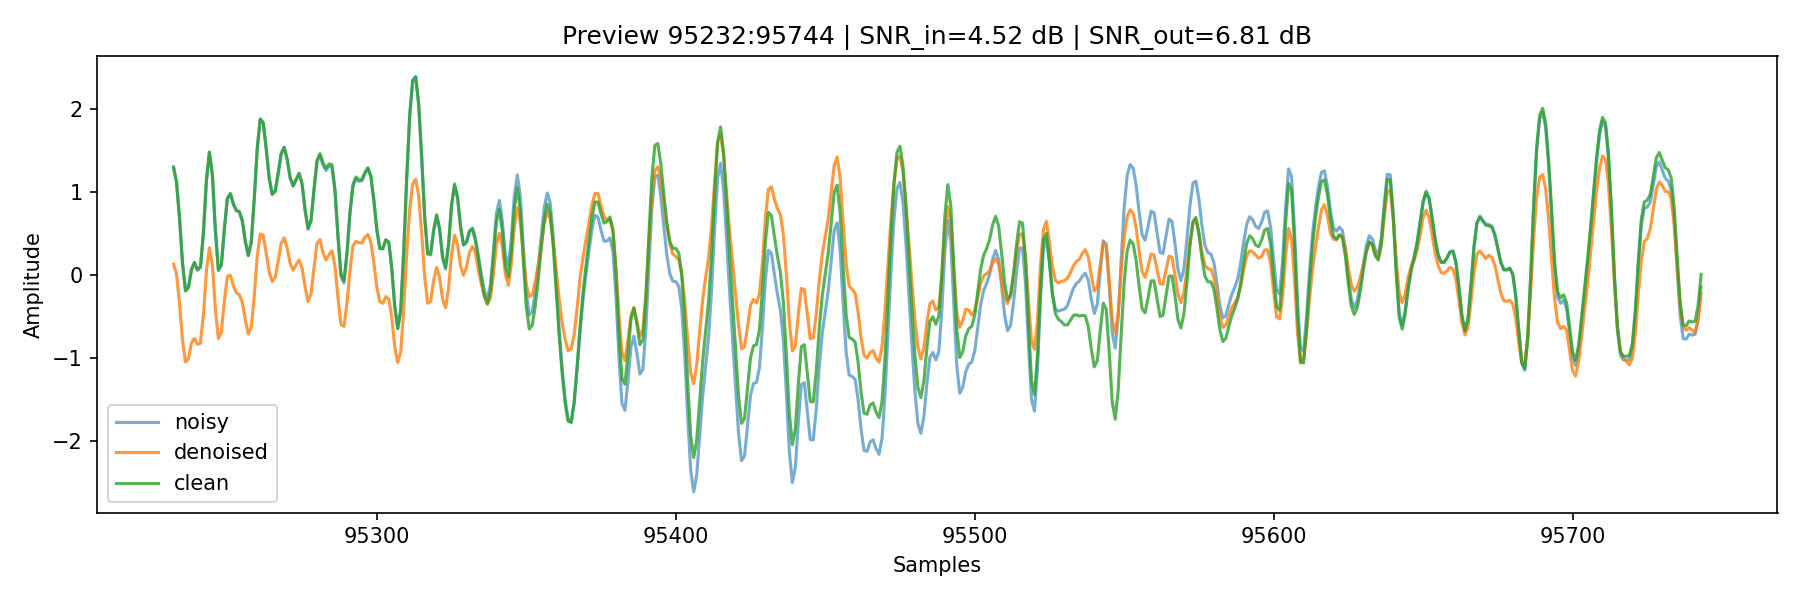 Preview 95232:95744 | SNR_in=4.52 dB | SNR_out=6.81 dB
Amplitude
2
1
0
−1
−2
noisy
denoised
clean
95300 95400 95500 95600 95700
Samples